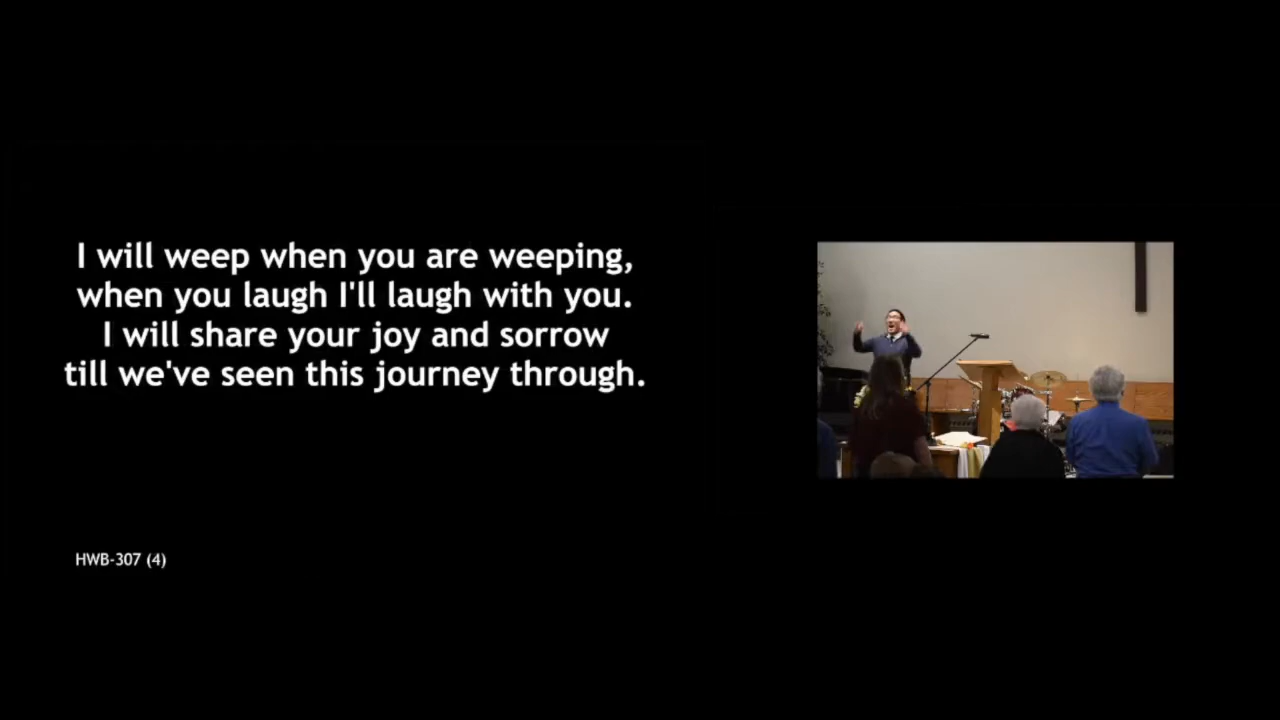 I will weep when you are weeping,
when you laugh I'll laugh with you.
I will share your joy and sorrow
till we've seen this journey through.
HWB-307 (4)